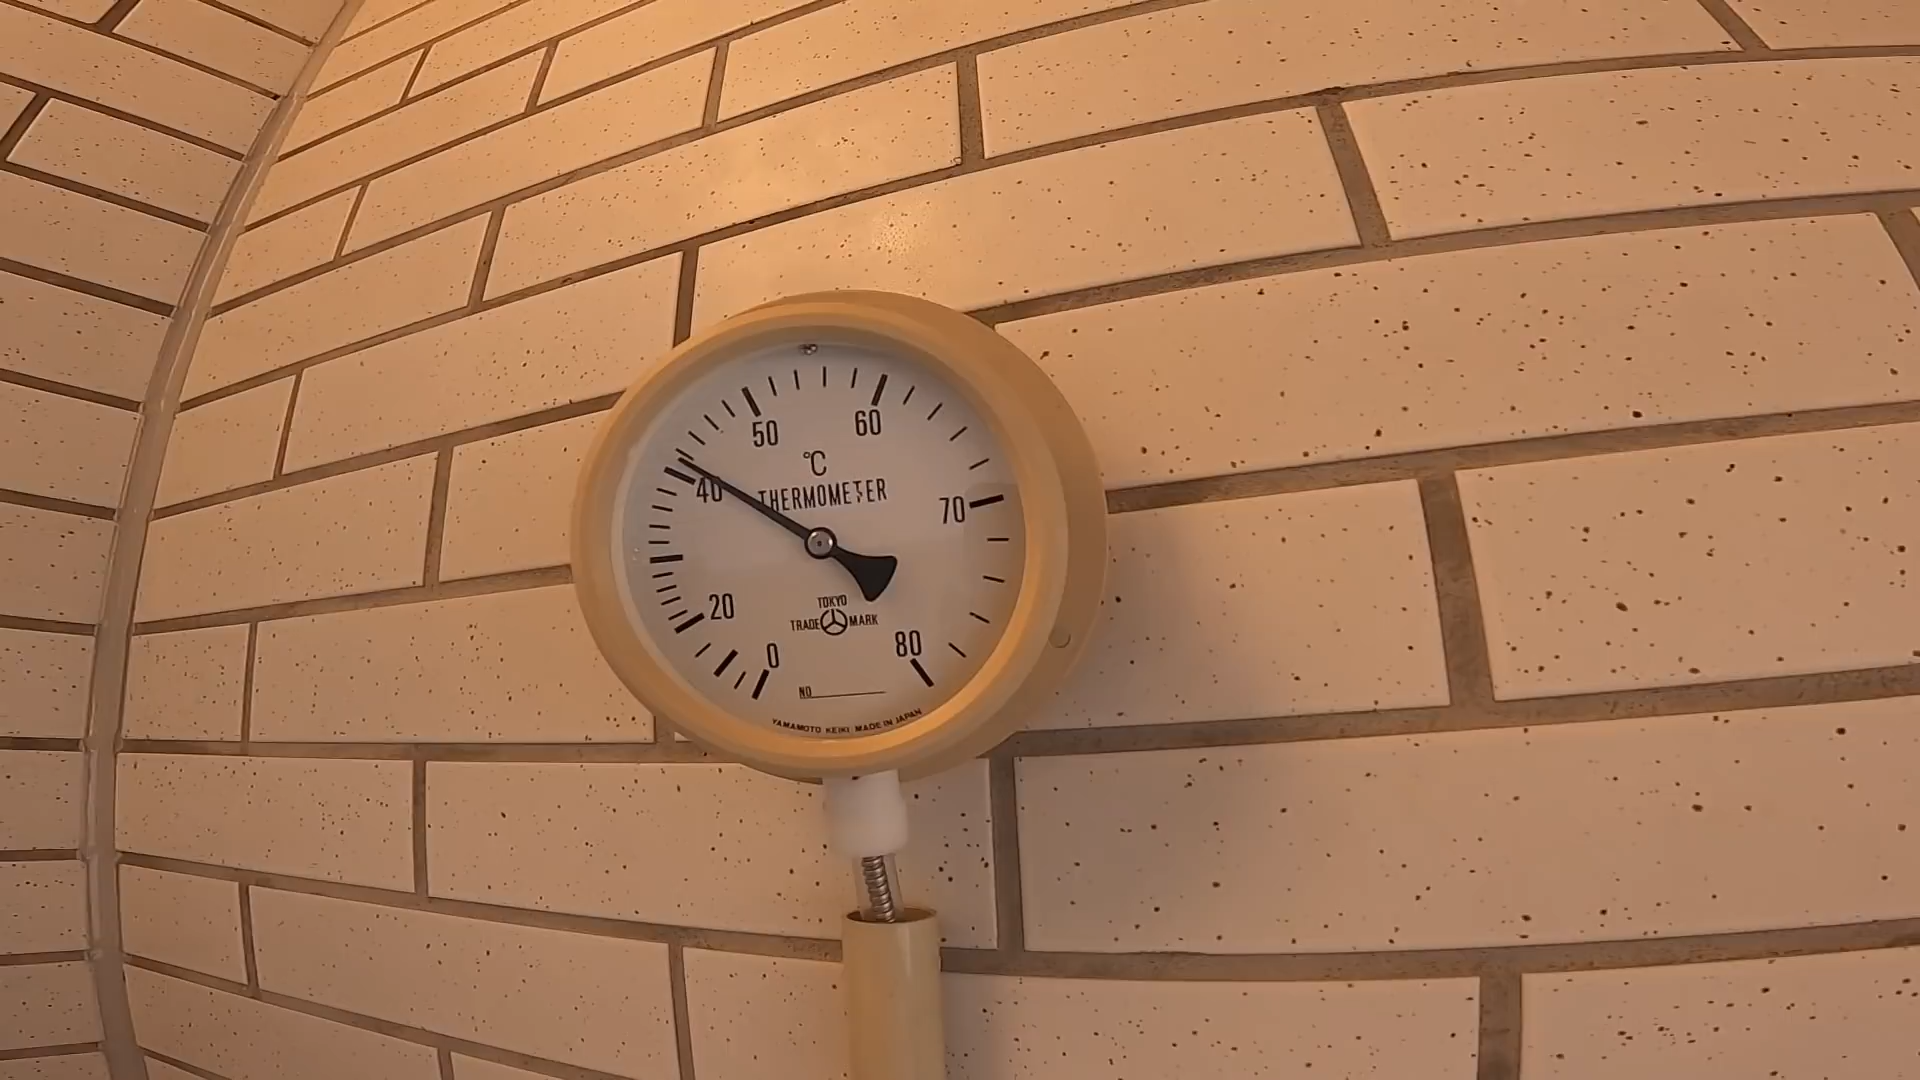 50 60
°C
40 THERMOMETER 70
20
TOKYO
TRADE MARK
0 80
NO
YAMAMOTO KEIKI MADE IN JAPAN